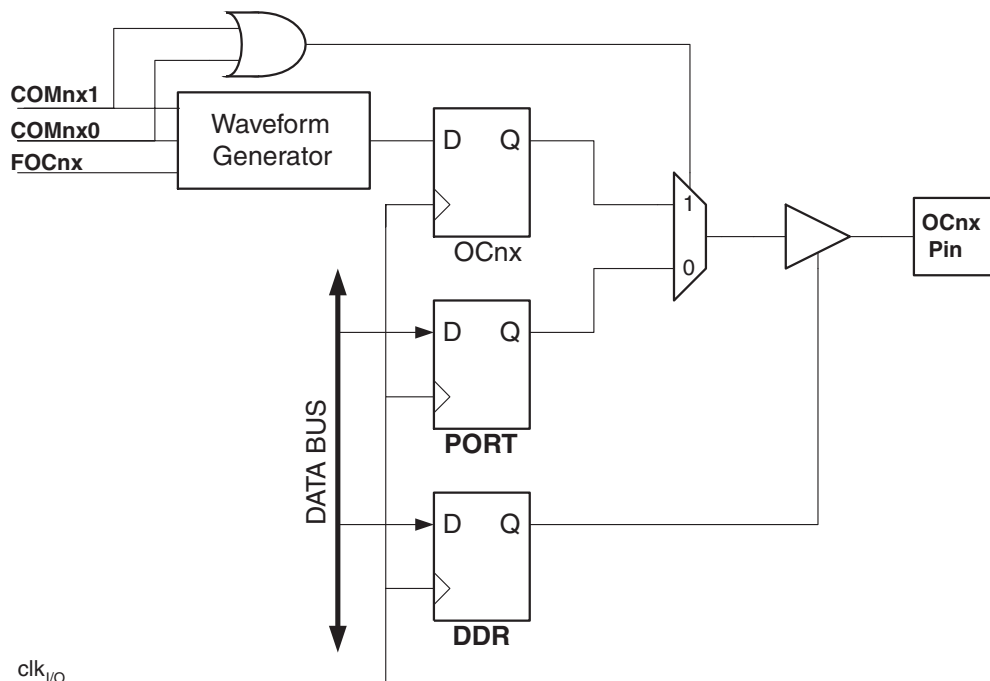 COMnx1
COMnx0
FOCnx
Waveform
Generator
D Q
OCnx
1
0
OCnx
Pin
D Q
PORT
DATA BUS
D Q
DDR
clkI/O